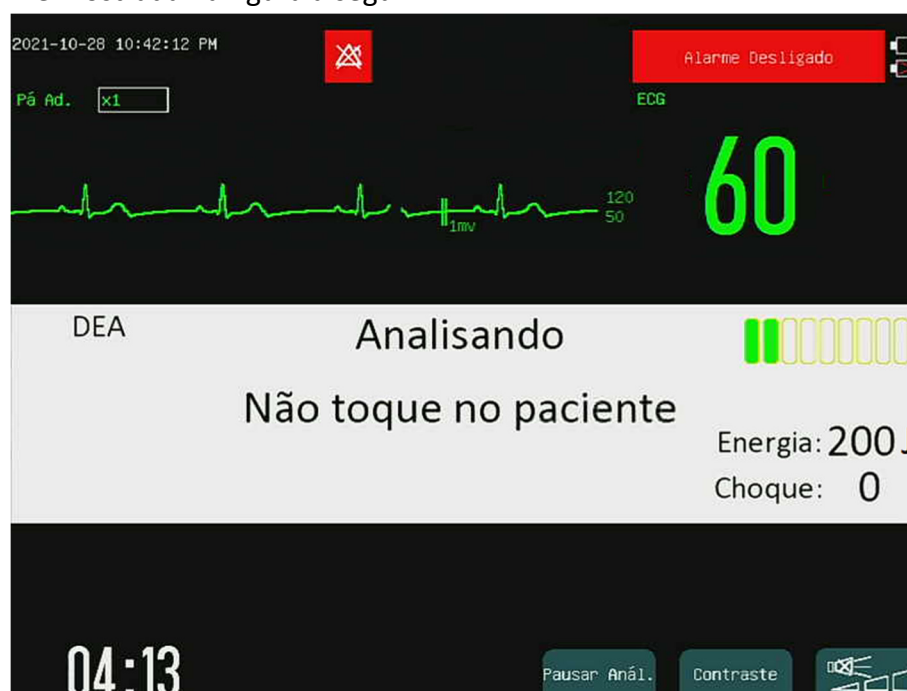 2021-10-28 10:42:12 PM
Alarme Desligado
Pá Ad. x1
ECG
60
120
50
1mv
DEA
Analisando
Não toque no paciente
Energia: 200
Choque: 0
04:13
Pausar Anál.
Contraste